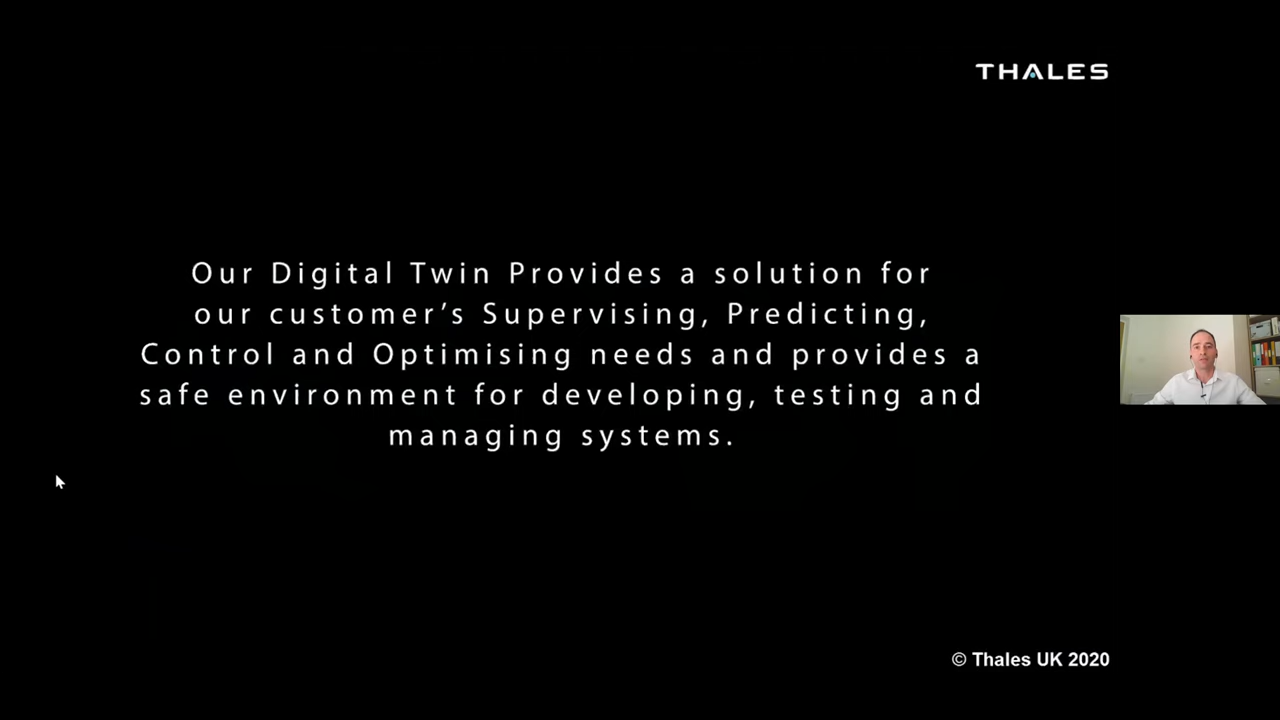 THALES
Our Digital Twin Provides a solution for
our customer’s Supervising, Predicting,
Control and Optimising needs and provides a
safe environment for developing, testing and
managing systems.
© Thales UK 2020